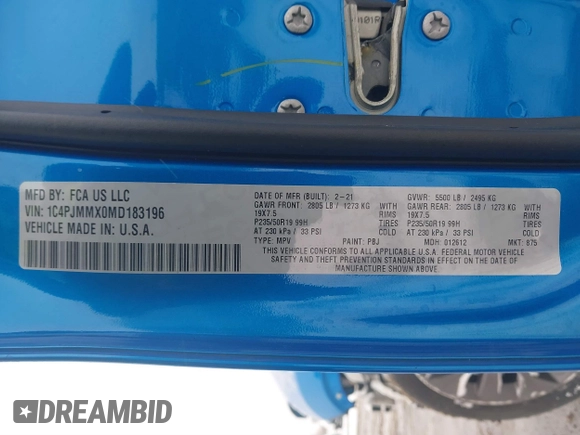 101R
MFD BY: FCA US LLC
VIN: 1C4PJMMX0MD183196
VEHICLE MADE IN: U.S.A.
DATE OF MFR (BUILT): 2-21 GVWR: 5500 LB / 2495 KG
GAWR FRONT: 2805 LB / 1273 KG WITH GAWR REAR: 2805 LB / 1273 KG WITH
19X7.5 RIMS 19X7.5 RIMS
P235/50R19 99H TIRES P235/50R19 99H TIRES
AT 230 kPa / 33 PSI COLD AT 230 kPa / 33 PSI COLD
TYPE: MPV PAINT: PBJ MDH: 012612 MKT: 875
THIS VEHICLE CONFORMS TO ALL APPLICABLE U.S.A FEDERAL MOTOR VEHICLE
SAFETY AND THEFT PREVENTION STANDARDS IN EFFECT ON THE DATE OF
MANUFACTURE SHOWN ABOVE.
DREAMBID